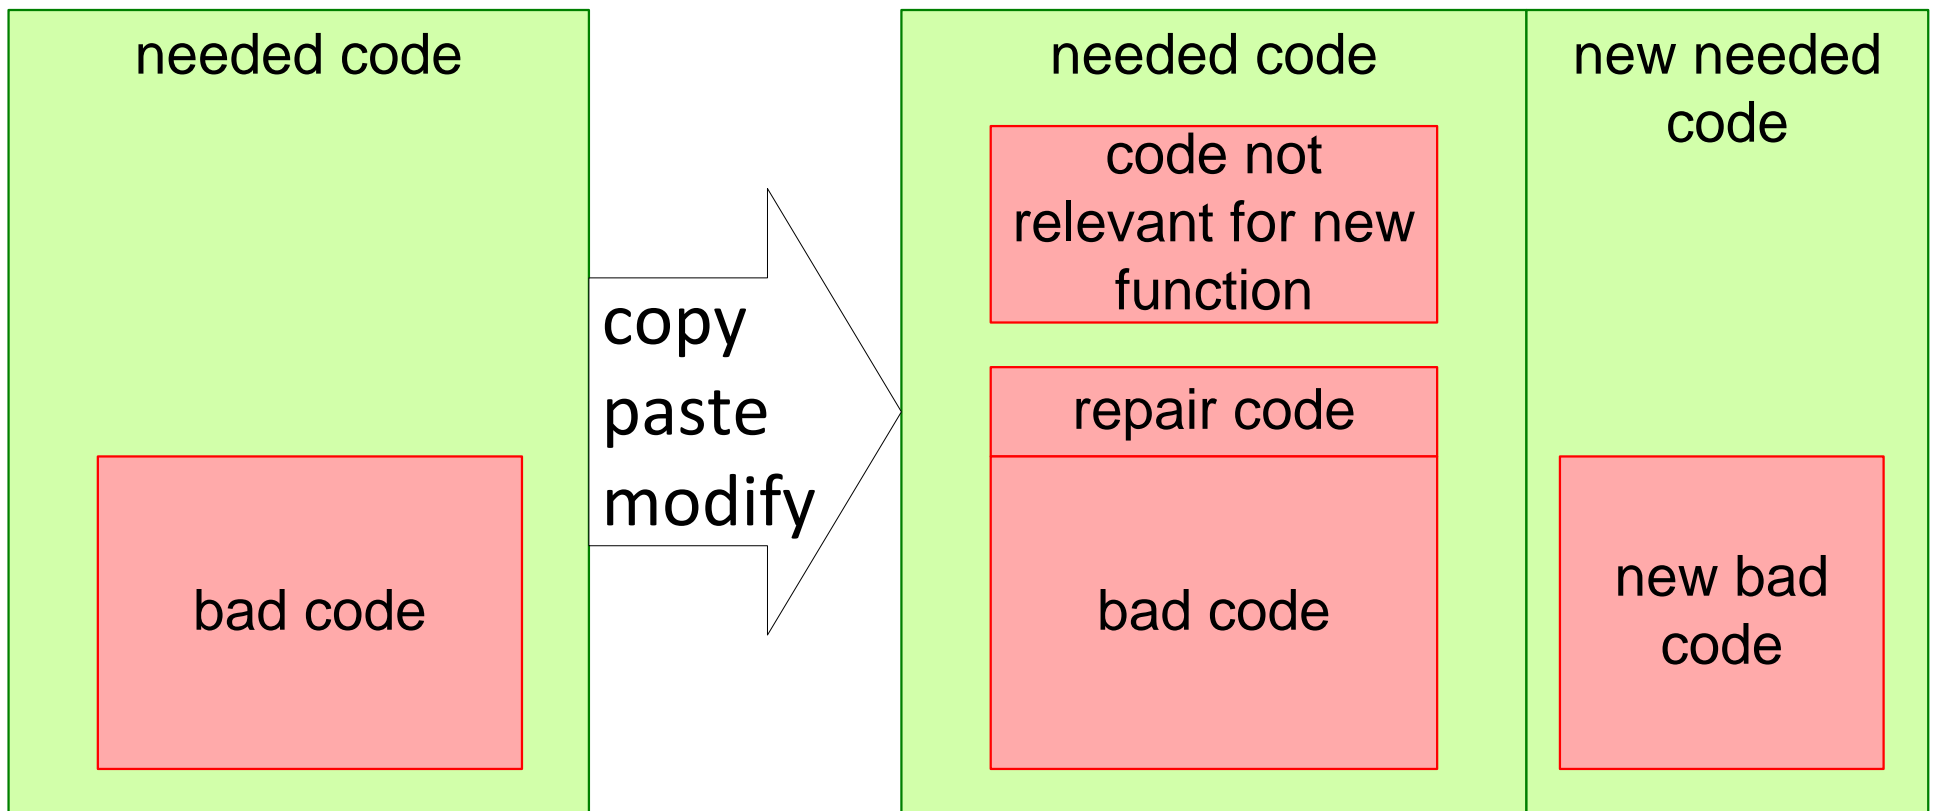 needed code
bad code
copy
paste
modify
needed code
code not
relevant for new
function
repair code
bad code
new needed
code
new bad
code